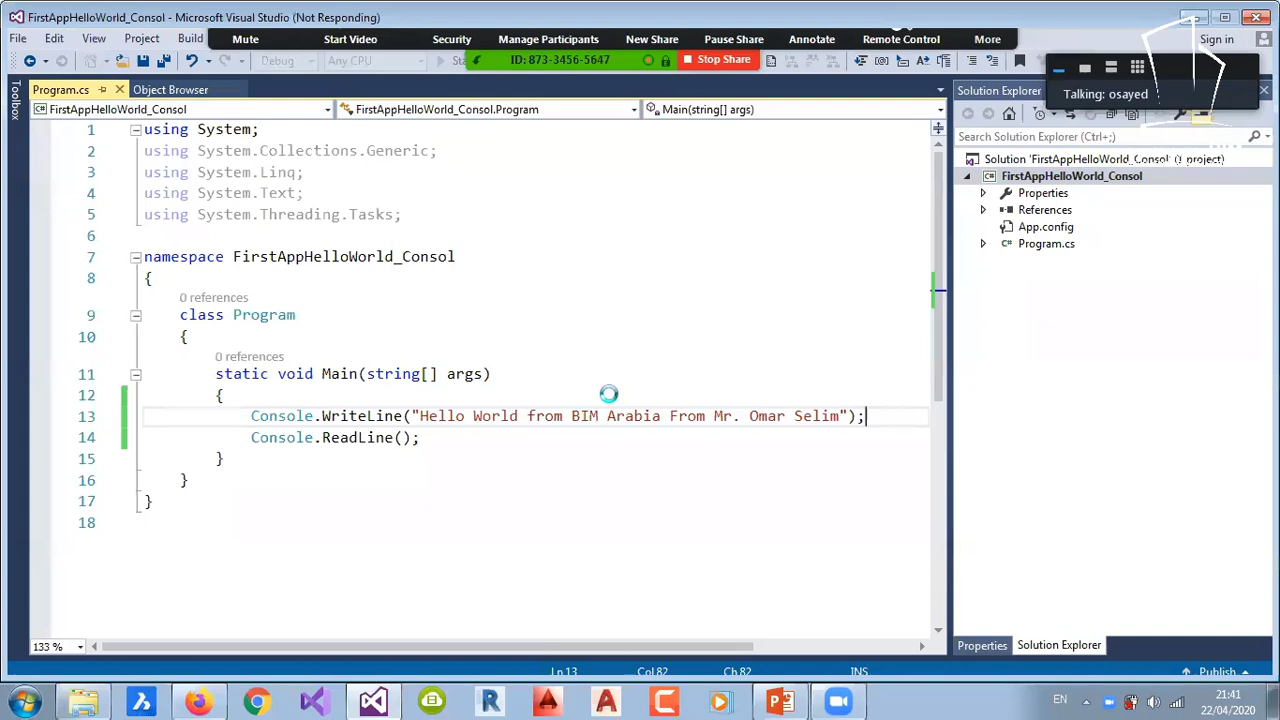 FirstAppHelloWorld_Consol - Microsoft Visual Studio (Not Responding)
File Edit View Project Build
Mute Start Video Security Manage Participants New Share Pause Share Annotate Remote Control More
Sign in
ID: 873-3456-5647 Stop Share
Debug Any CPU
Talking: osayed
Toolbox
Program.cs Object Browser
Solution Explorer
FirstAppHelloWorld_Consol FirstAppHelloWorld_Consol.Program Main(string[] args)
Search Solution Explorer (Ctrl+;)
Solution 'FirstAppHelloWorld_Consol' (1 project)
FirstAppHelloWorld_Consol
Properties
References
App.config
Program.cs
1 using System;
2 using System.Collections.Generic;
3 using System.Linq;
4 using System.Text;
5 using System.Threading.Tasks;
6
7 namespace FirstAppHelloWorld_Consol
8 {
0 references
9 class Program
10 {
0 references
11 static void Main(string[] args)
12 {
13 Console.WriteLine("Hello World from BIM Arabia From Mr. Omar Selim");
14 Console.ReadLine();
15 }
16 }
17 }
18
133 %
Properties Solution Explorer
Ln 13 Col 82 Ch 82 INS Publish
EN
21:41
22/04/2020